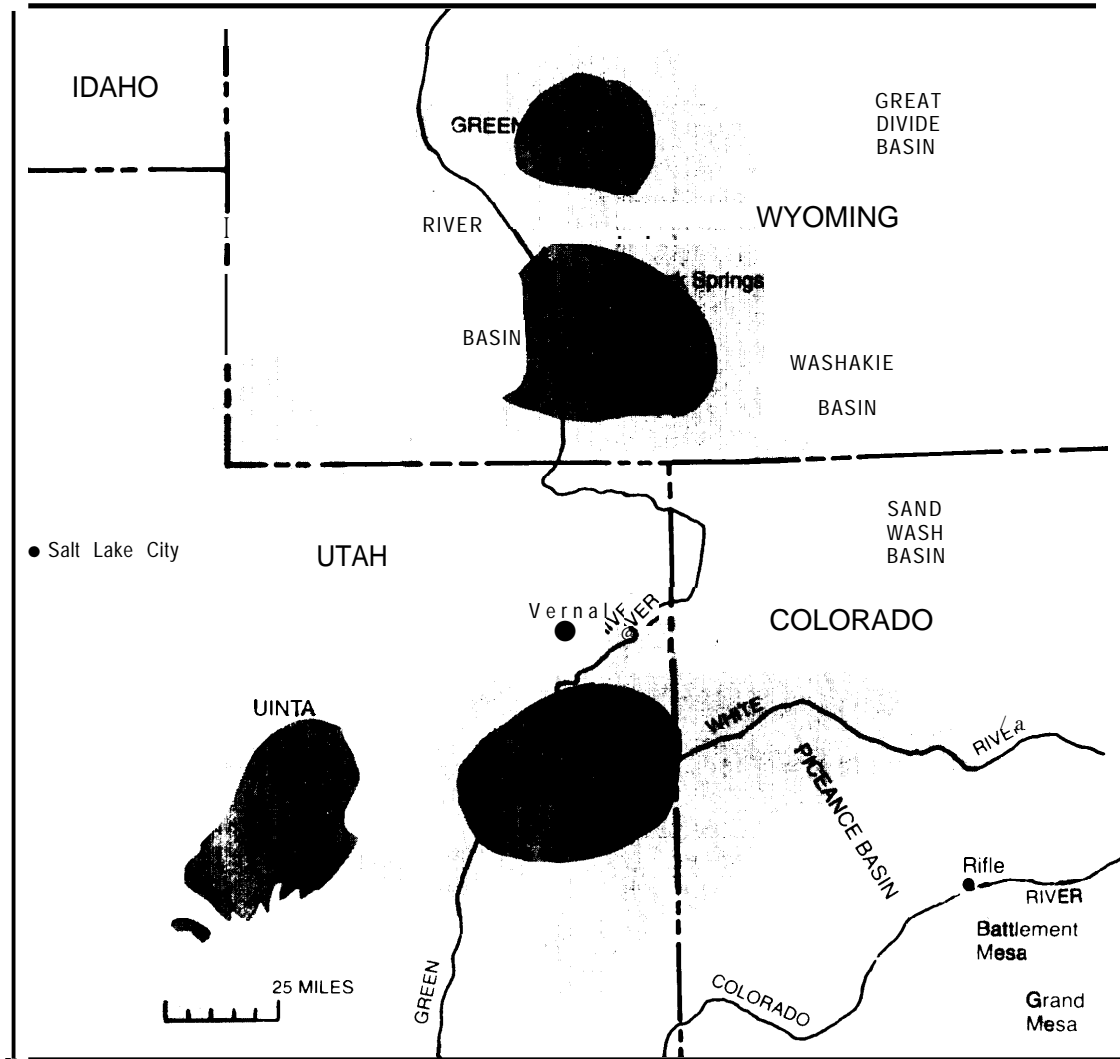 IDAHO
GREAT
DIVIDE
BASIN
GREEN
WYOMING
RIVER
Springs
BASIN
WASHAKIE
BASIN
SAND
WASH
BASIN
Salt Lake City
UTAH
Vernal
COLORADO
UINTA
WHITE
PICEANCE BASIN
Rifle
RIVER
Battlement
Mesa
25 MILES
GREEN
COLORADO
Grand
Mesa